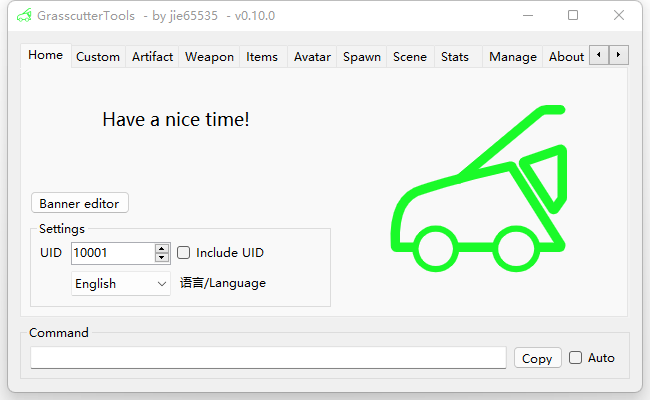 GrasscutterTools - by jie65535 - v0.10.0
Home Custom Artifact Weapon Items Avatar Spawn Scene Stats Manage About
Have a nice time!
Banner editor
Settings
UID 10001 Include UID
English 语言/Language
Command
Copy Auto